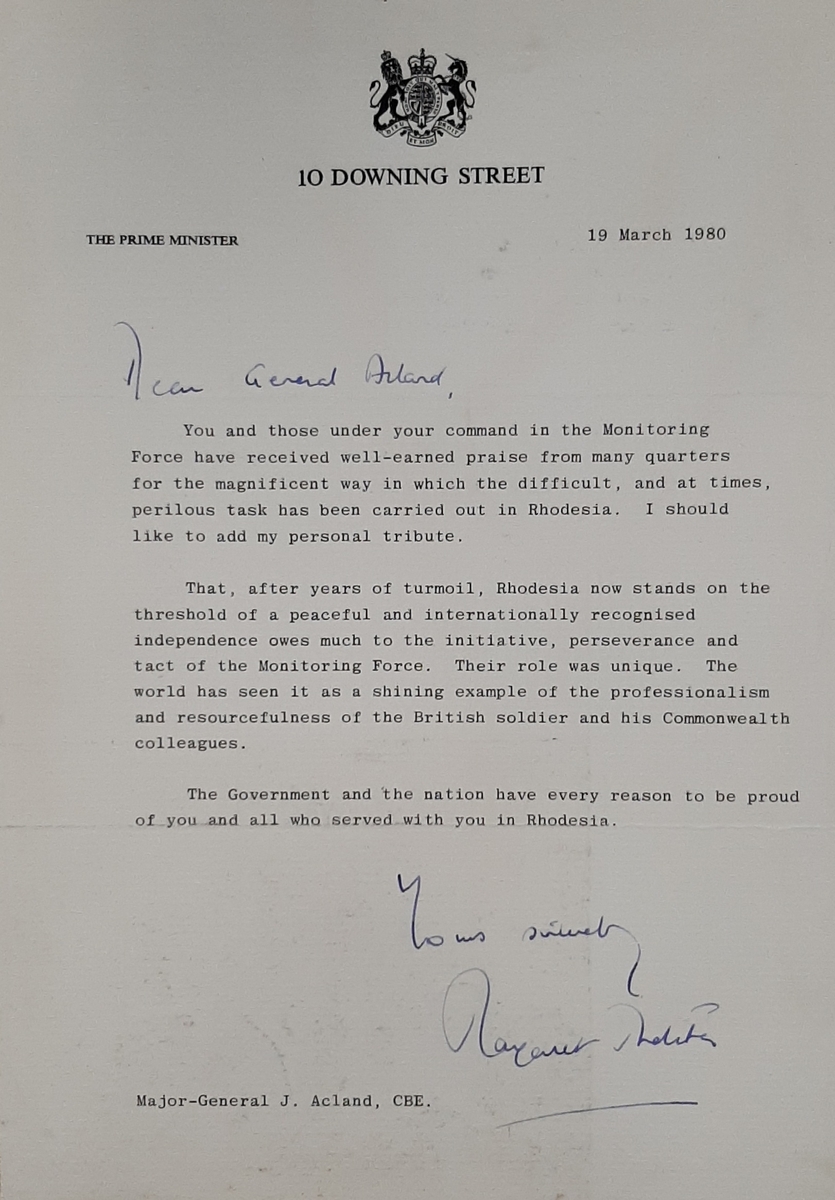 10 DOWNING STREET
THE PRIME MINISTER
19 March 1980
Dear General Acland,
You and those under your command in the Monitoring
Force have received well-earned praise from many quarters
for the magnificent way in which the difficult, and at times,
perilous task has been carried out in Rhodesia. I should
like to add my personal tribute.
That, after years of turmoil, Rhodesia now stands on the
threshold of a peaceful and internationally recognised
independence owes much to the initiative, perseverance and
tact of the Monitoring Force. Their role was unique. The
world has seen it as a shining example of the professionalism
and resourcefulness of the British soldier and his Commonwealth
colleagues.
The Government and the nation have every reason to be proud
of you and all who served with you in Rhodesia.
Yours sincerely
Margaret Thatcher
Major-General J. Acland, CBE.